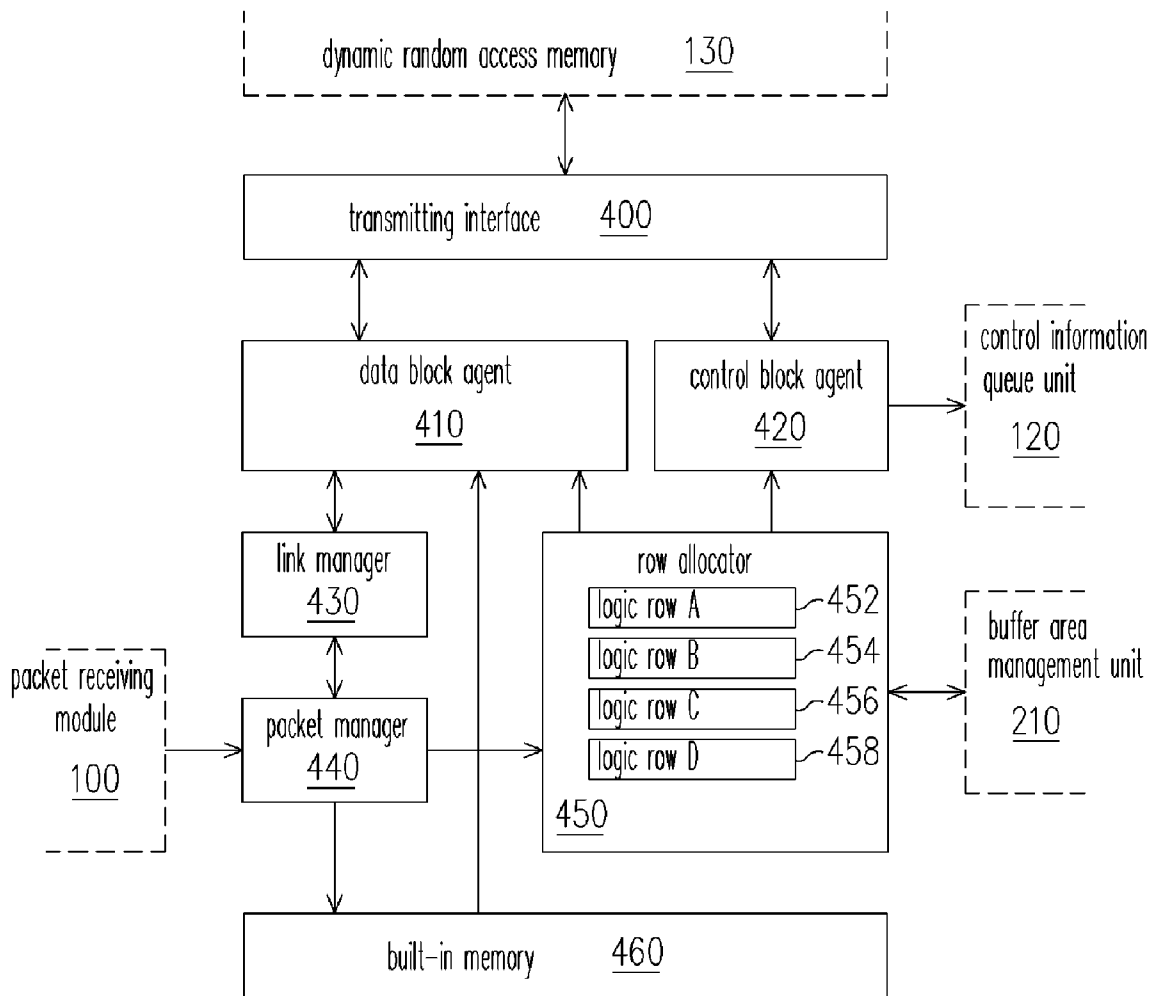 dynamic random access memory 130
transmitting interface 400
data block agent
410
control block agent
420
control information
queue unit
120
link manager
430
row allocator
logic row A 452
logic row B 454
logic row C 456
logic row D 458
450
buffer area
management unit
210
packet receiving
module
100
packet manager
440
built-in memory 460